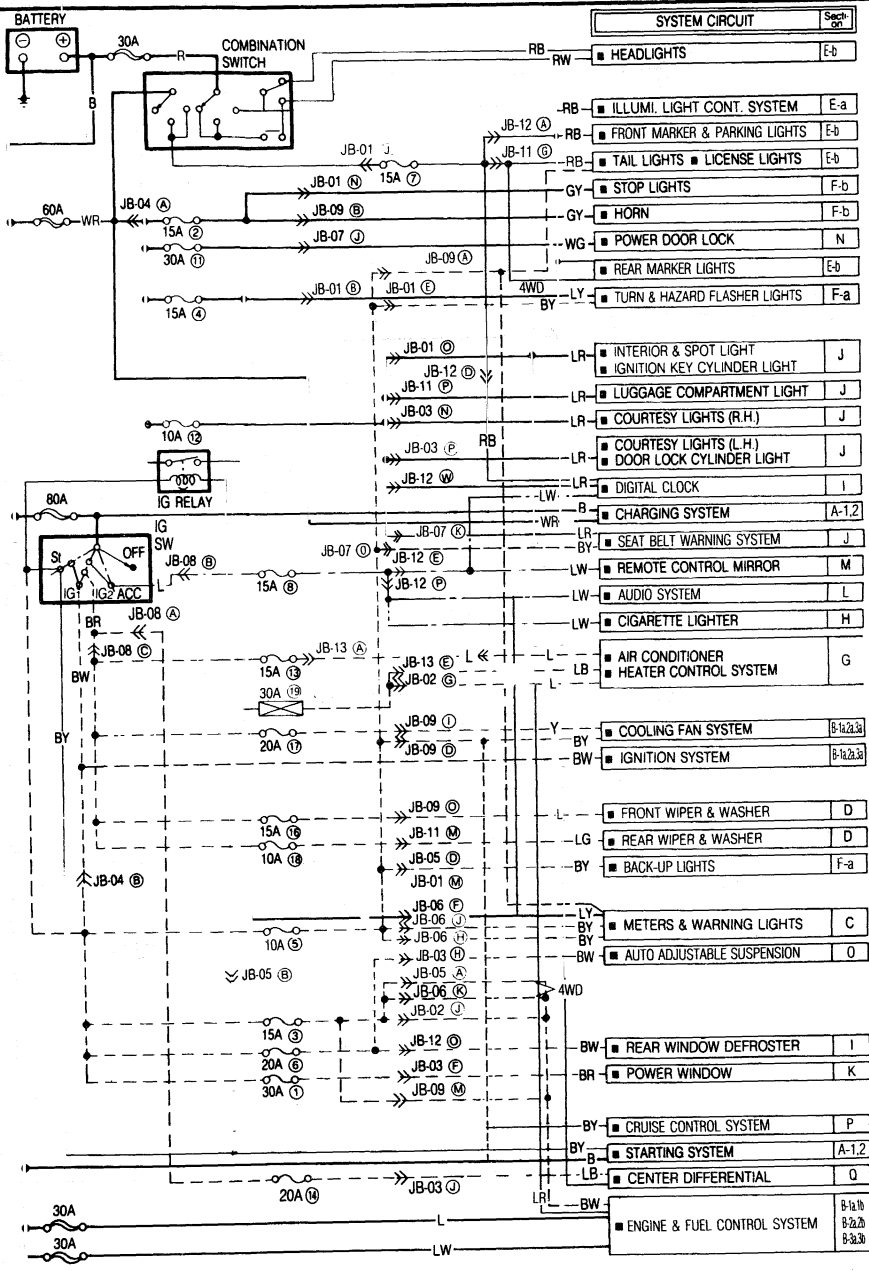 BATTERY
SYSTEM CIRCUIT
Secti-
on
30A
R
COMBINATION
SWITCH
RB
RW
HEADLIGHTS
E-b
B
RB
ILLUMI. LIGHT CONT. SYSTEM
E-a
JB-12 Ⓐ
RB
FRONT MARKER & PARKING LIGHTS
E-b
JB-01
J
JB-11 Ⓖ
RB
TAIL LIGHTS ■ LICENSE LIGHTS
E-b
15A ⑦
JB-01 Ⓝ
GY
STOP LIGHTS
F-b
60A
WR
JB-04 Ⓐ
15A ②
JB-09 Ⓑ
GY
HORN
F-b
30A ⑪
JB-07 Ⓙ
WG
POWER DOOR LOCK
N
JB-09 Ⓐ
REAR MARKER LIGHTS
E-b
4WD
15A ④
JB-01 Ⓑ
JB-01 Ⓔ
LY
BY
TURN & HAZARD FLASHER LIGHTS
F-a
JB-01 Ⓞ
LR
INTERIOR & SPOT LIGHT
IGNITION KEY CYLINDER LIGHT
J
JB-12 Ⓓ
JB-11 Ⓟ
LR
LUGGAGE COMPARTMENT LIGHT
J
10A ⑫
JB-03 Ⓝ
LR
COURTESY LIGHTS (R.H.)
J
RB
JB-03 Ⓟ
LR
COURTESY LIGHTS (L.H.)
DOOR LOCK CYLINDER LIGHT
J
IG RELAY
JB-12 Ⓦ
LR
LW
DIGITAL CLOCK
I
80A
B
CHARGING SYSTEM
A-1,2
WR
IG
SW
JB-07 Ⓚ
LR
JB-07 Ⓞ
BY
SEAT BELT WARNING SYSTEM
J
St
OFF
IG1
IG2
ACC
L
JB-08 Ⓑ
15A ⑧
JB-12 Ⓔ
LW
REMOTE CONTROL MIRROR
M
JB-12 Ⓟ
LW
AUDIO SYSTEM
L
BR
JB-08 Ⓐ
LW
CIGARETTE LIGHTER
H
JB-08 Ⓒ
15A ⑬
JB-13 Ⓐ
L
L
AIR CONDITIONER
HEATER CONTROL SYSTEM
G
BW
30A ⑲
JB-13 Ⓔ
JB-02 Ⓖ
LB
L
BY
20A ⑰
JB-09 Ⓘ
Y
COOLING FAN SYSTEM
B-1a,2a,3a
JB-09 Ⓓ
BY
BW
IGNITION SYSTEM
B-1a,2a,3a
15A ⑯
JB-09 Ⓞ
L
FRONT WIPER & WASHER
D
10A ⑱
JB-11 Ⓜ
LG
REAR WIPER & WASHER
D
JB-04 Ⓑ
JB-05 Ⓓ
BY
BACK-UP LIGHTS
F-a
JB-01 Ⓜ
JB-06 Ⓕ
LY
10A ⑤
JB-06 Ⓙ
BY
METERS & WARNING LIGHTS
C
JB-06 Ⓗ
BY
JB-03 Ⓗ
BW
AUTO ADJUSTABLE SUSPENSION
O
JB-05 Ⓑ
JB-05 Ⓐ
JB-06 Ⓚ
4WD
15A ③
JB-02 Ⓙ
20A ⑥
JB-12 Ⓞ
BW
REAR WINDOW DEFROSTER
I
30A ①
JB-03 Ⓕ
BR
POWER WINDOW
K
JB-09 Ⓜ
BY
CRUISE CONTROL SYSTEM
P
BY
B
STARTING SYSTEM
A-1,2
20A ⑭
JB-03 Ⓙ
LB
CENTER DIFFERENTIAL
Q
LR
BW
30A
L
ENGINE & FUEL CONTROL SYSTEM
B-1a,1b
B-2a,2b
B-3a,3b
30A
LW